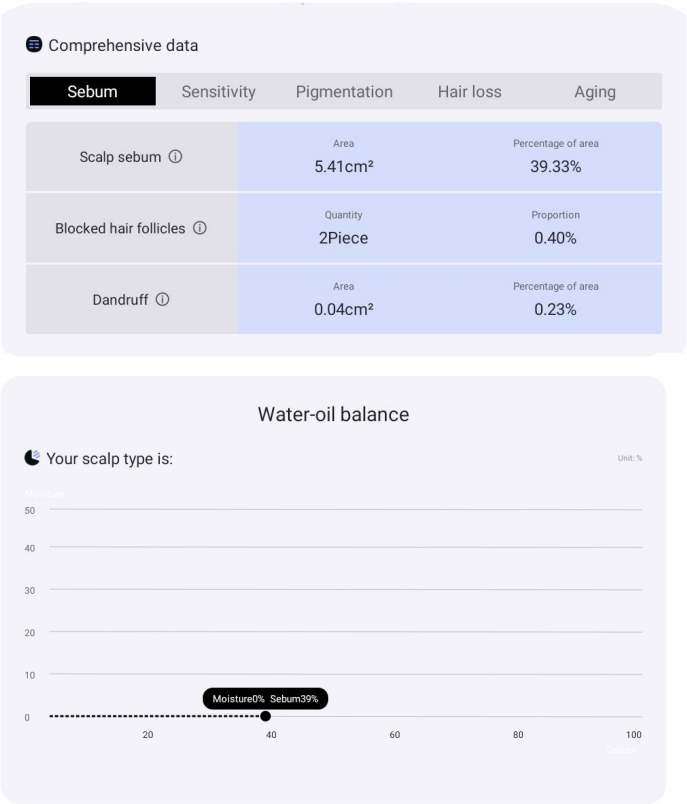 Comprehensive data
Sebum Sensitivity Pigmentation Hair loss Aging
Scalp sebum
Area
5.41cm²
Percentage of area
39.33%
Blocked hair follicles
Quantity
2Piece
Proportion
0.40%
Dandruff
Area
0.04cm²
Percentage of area
0.23%
Water-oil balance
Your scalp type is:
Unit: %
Moisture
50
40
30
20
10
Moisture0% Sebum39%
0
20 40 60 80 100
Sebum